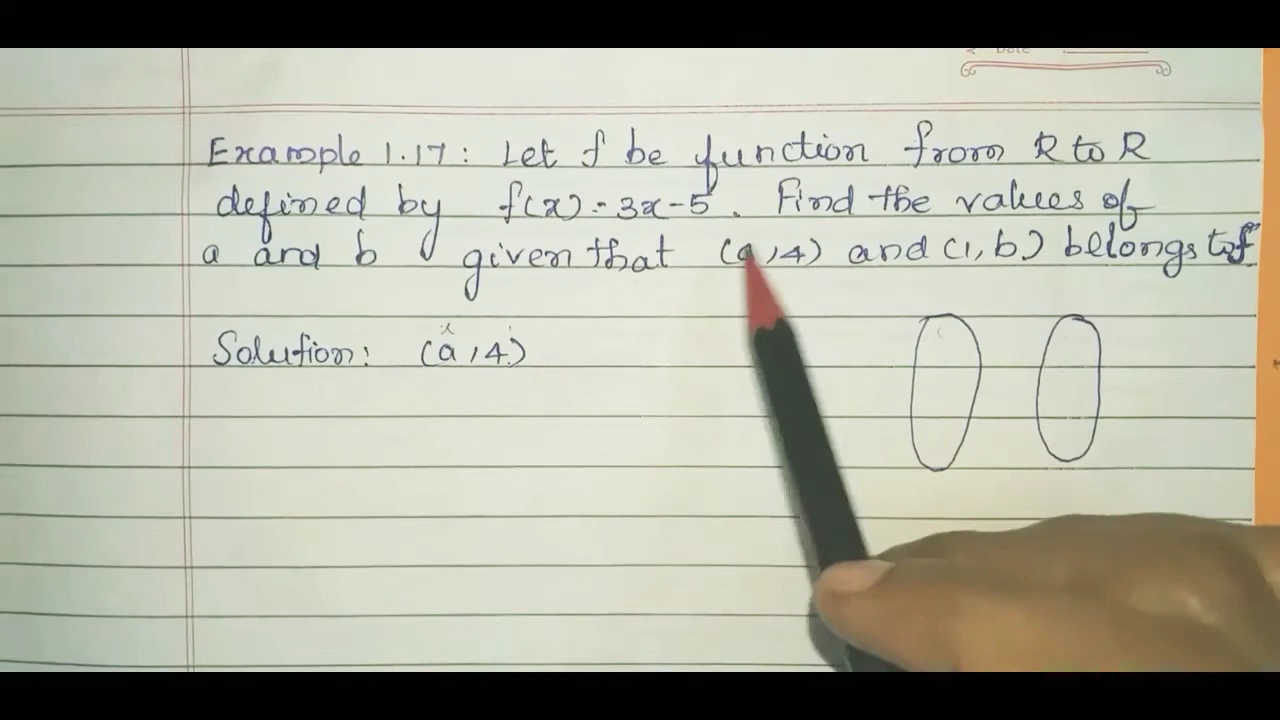 Date
Example 1.17: Let f be function from R to R
defined by f(x) = 3x-5. Find the values of
a and b given that (a,4) and (1,b) belongs to f
Solution: (a,4)
x